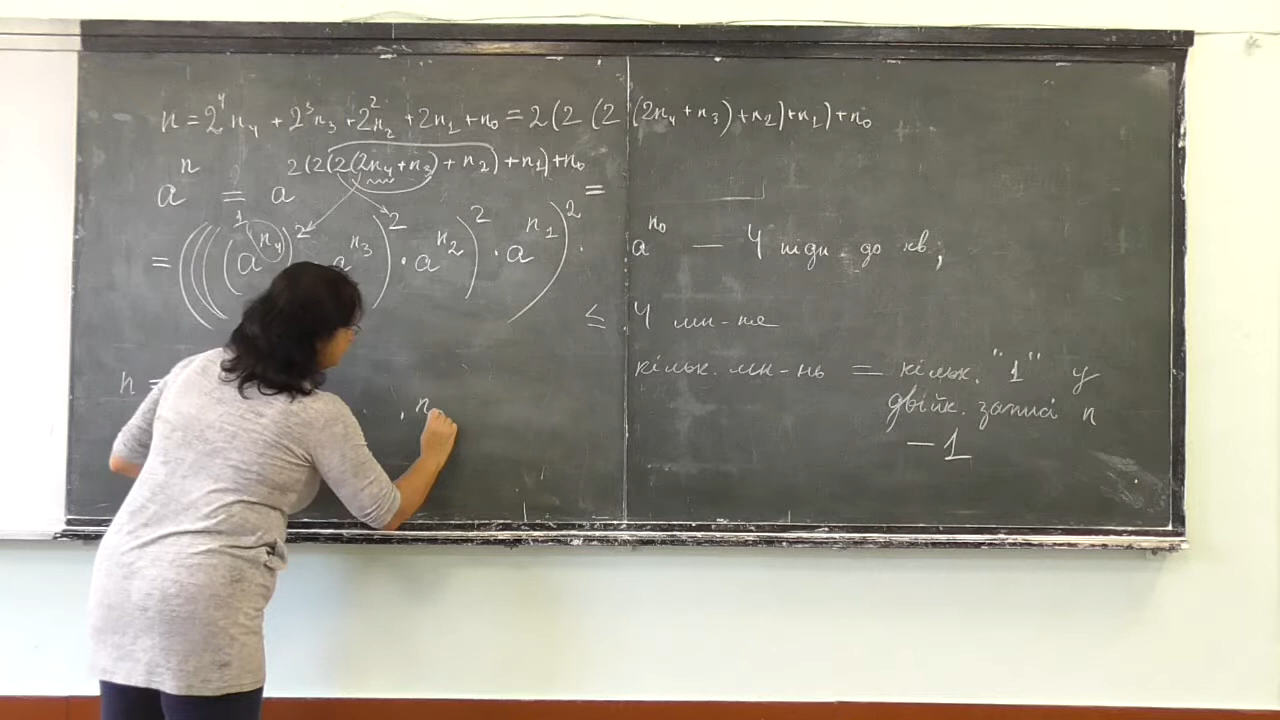 n = 2⁴n₄ + 2³n₃ + 2²n₂ + 2n₁ + n₀ = 2(2(2(2n₄ + n₃) + n₂) + n₁) + n₀
aⁿ = a^{2(2(2(2n₄+n₃)+n₂)+n₁)+n₀} =
= ((((a^{n₄})² · a^{n₃})² · a^{n₂})² · a^{n₁})² · a^{n₀} — 4 підн. до кв.;
≤ 4 мн-не
кільк. мн-нь = кільк. "1" у
двійк. записі n
– 1
n =
, n